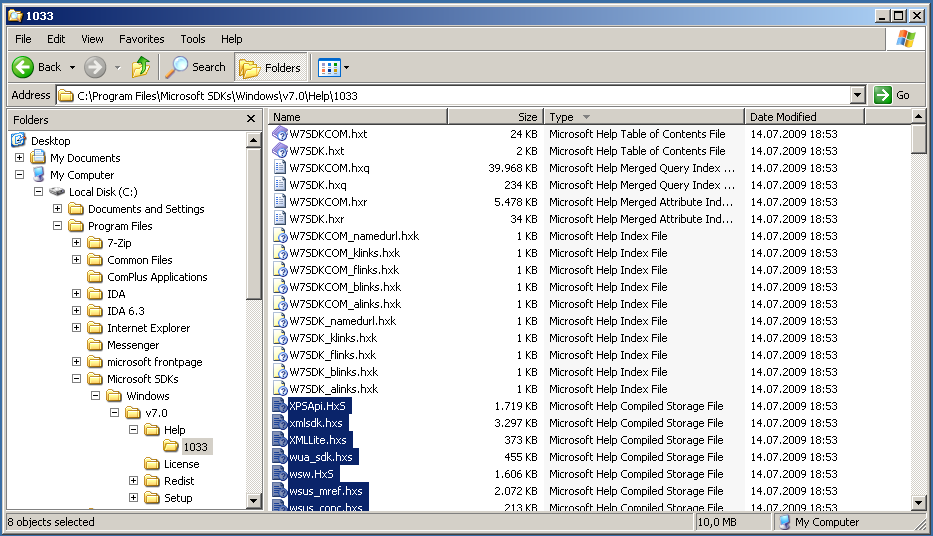 1033
File Edit View Favorites Tools Help
Back Search Folders
Address C:\Program Files\Microsoft SDKs\Windows\v7.0\Help\1033 Go
Folders
Desktop
My Documents
My Computer
Local Disk (C:)
Documents and Settings
Program Files
7-Zip
Common Files
ComPlus Applications
IDA
IDA 6.3
Internet Explorer
Messenger
microsoft frontpage
Microsoft SDKs
Windows
v7.0
Help
1033
License
Redist
Setup
Name Size Type Date Modified
W7SDKCOM.hxt 24 KB Microsoft Help Table of Contents File 14.07.2009 18:53
W7SDK.hxt 2 KB Microsoft Help Table of Contents File 14.07.2009 18:53
W7SDKCOM.hxq 39.968 KB Microsoft Help Merged Query Index ... 14.07.2009 18:53
W7SDK.hxq 234 KB Microsoft Help Merged Query Index ... 14.07.2009 18:53
W7SDKCOM.hxr 5.478 KB Microsoft Help Merged Attribute Ind... 14.07.2009 18:53
W7SDK.hxr 34 KB Microsoft Help Merged Attribute Ind... 14.07.2009 18:53
W7SDKCOM_namedurl.hxk 1 KB Microsoft Help Index File 14.07.2009 18:53
W7SDKCOM_klinks.hxk 1 KB Microsoft Help Index File 14.07.2009 18:53
W7SDKCOM_flinks.hxk 1 KB Microsoft Help Index File 14.07.2009 18:53
W7SDKCOM_blinks.hxk 1 KB Microsoft Help Index File 14.07.2009 18:53
W7SDKCOM_alinks.hxk 1 KB Microsoft Help Index File 14.07.2009 18:53
W7SDK_namedurl.hxk 1 KB Microsoft Help Index File 14.07.2009 18:53
W7SDK_klinks.hxk 1 KB Microsoft Help Index File 14.07.2009 18:53
W7SDK_flinks.hxk 1 KB Microsoft Help Index File 14.07.2009 18:53
W7SDK_blinks.hxk 1 KB Microsoft Help Index File 14.07.2009 18:53
W7SDK_alinks.hxk 1 KB Microsoft Help Index File 14.07.2009 18:53
XPSApi.HxS 1.719 KB Microsoft Help Compiled Storage File 14.07.2009 18:53
xmlsdk.hxs 3.297 KB Microsoft Help Compiled Storage File 14.07.2009 18:53
XMLLite.hxs 373 KB Microsoft Help Compiled Storage File 14.07.2009 18:53
wua_sdk.hxs 455 KB Microsoft Help Compiled Storage File 14.07.2009 18:53
wsw.HxS 1.606 KB Microsoft Help Compiled Storage File 14.07.2009 18:53
wsus_mref.hxs 2.072 KB Microsoft Help Compiled Storage File 14.07.2009 18:53
wsus_conc.hxs 213 KB Microsoft Help Compiled Storage File 14.07.2009 18:53
8 objects selected 10,0 MB My Computer